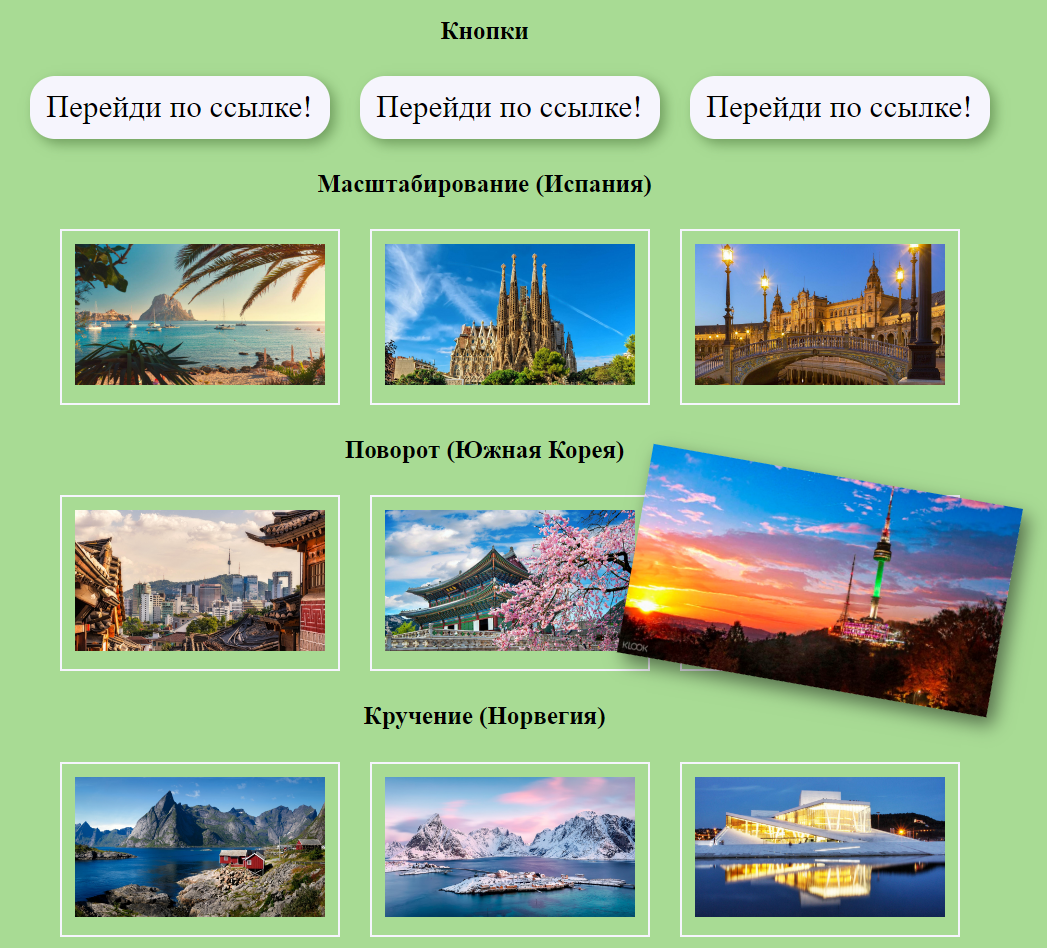 Кнопки
Перейди по ссылке! Перейди по ссылке! Перейди по ссылке!
Масштабирование (Испания)
Поворот (Южная Корея)
KLOOK
Кручение (Норвегия)